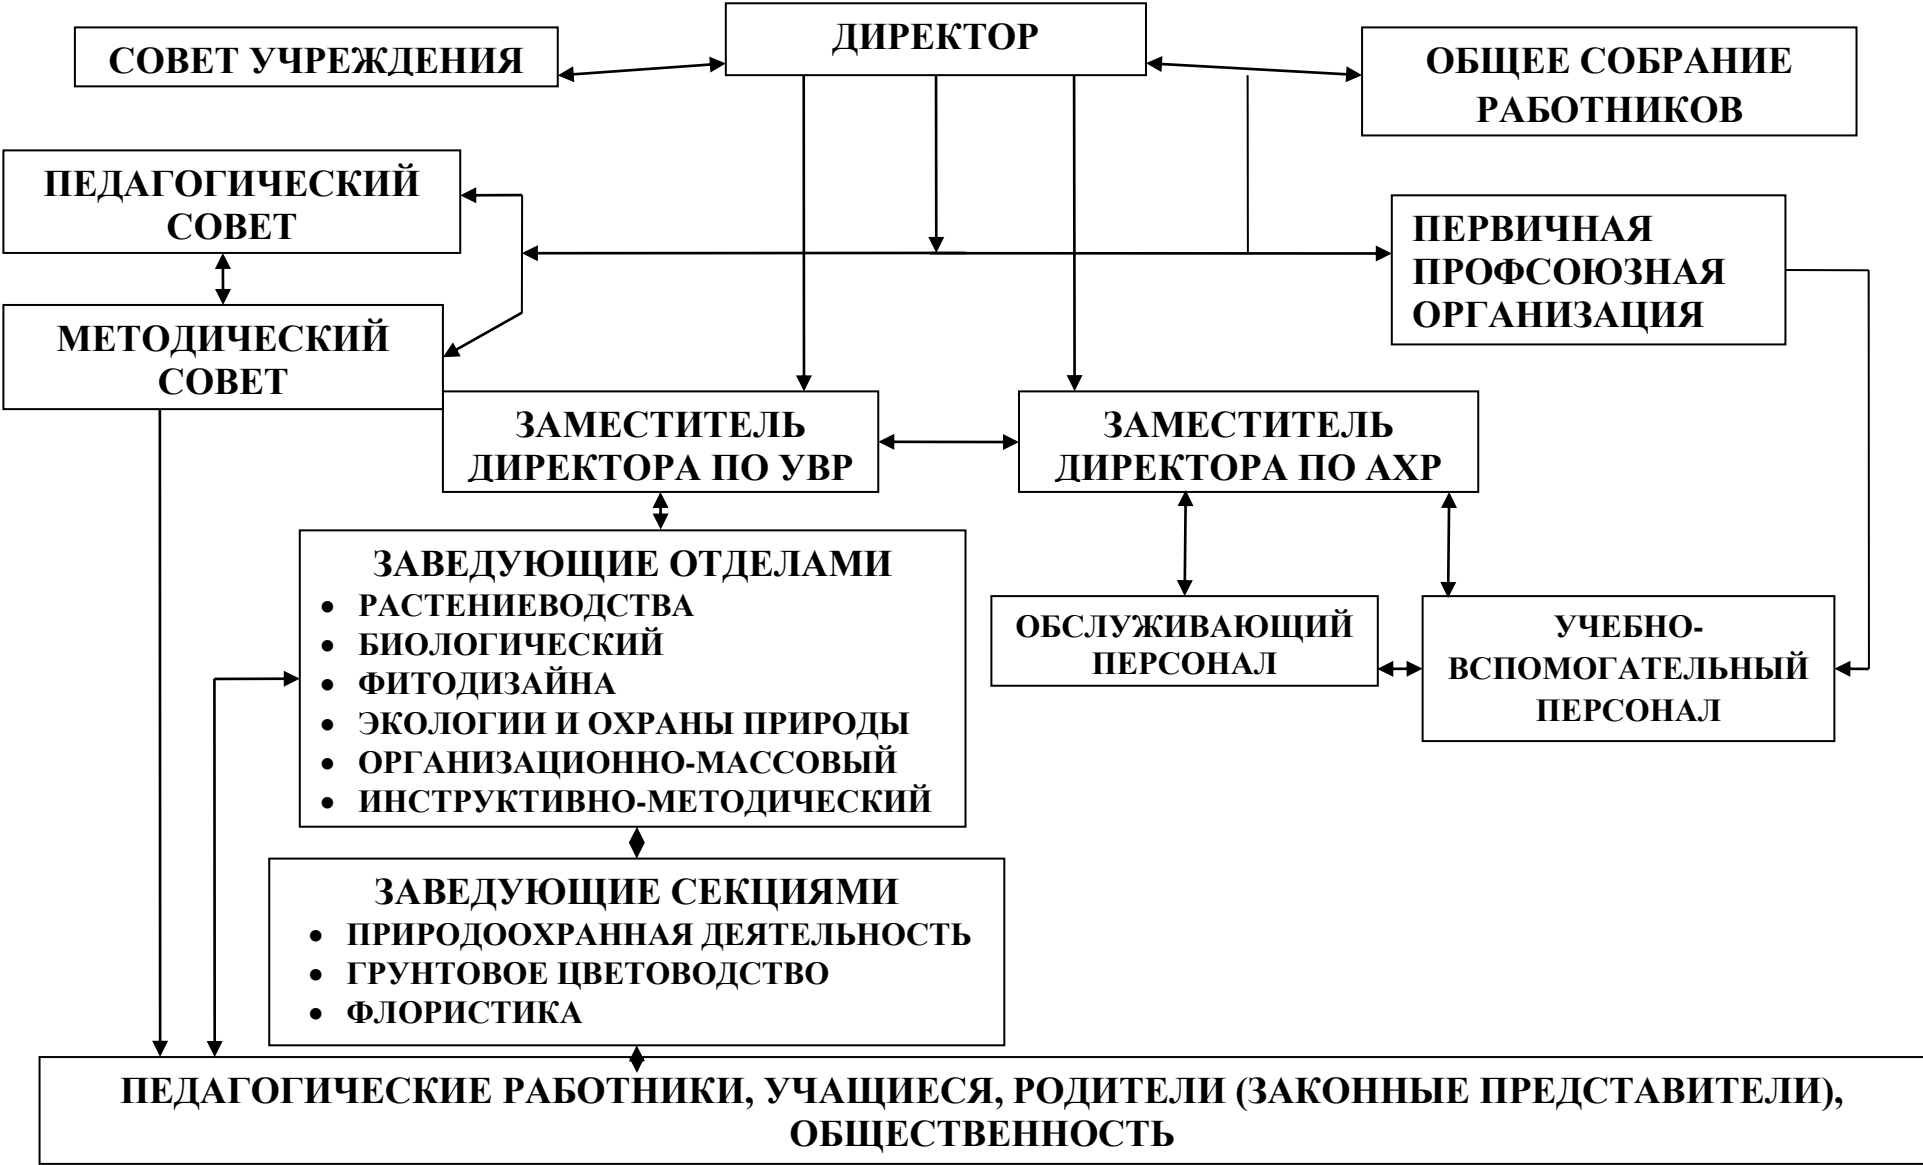 ДИРЕКТОР
СОВЕТ УЧРЕЖДЕНИЯ
ОБЩЕЕ СОБРАНИЕ
РАБОТНИКОВ
ПЕДАГОГИЧЕСКИЙ
СОВЕТ
ПЕРВИЧНАЯ
ПРОФСОЮЗНАЯ
ОРГАНИЗАЦИЯ
МЕТОДИЧЕСКИЙ
СОВЕТ
ЗАМЕСТИТЕЛЬ
ДИРЕКТОРА ПО УВР
ЗАМЕСТИТЕЛЬ
ДИРЕКТОРА ПО АХР
ЗАВЕДУЮЩИЕ ОТДЕЛАМИ
• РАСТЕНИЕВОДСТВА
• БИОЛОГИЧЕСКИЙ
• ФИТОДИЗАЙНА
• ЭКОЛОГИИ И ОХРАНЫ ПРИРОДЫ
• ОРГАНИЗАЦИОННО-МАССОВЫЙ
• ИНСТРУКТИВНО-МЕТОДИЧЕСКИЙ
ОБСЛУЖИВАЮЩИЙ
ПЕРСОНАЛ
УЧЕБНО-
ВСПОМОГАТЕЛЬНЫЙ
ПЕРСОНАЛ
ЗАВЕДУЮЩИЕ СЕКЦИЯМИ
• ПРИРОДООХРАННАЯ ДЕЯТЕЛЬНОСТЬ
• ГРУНТОВОЕ ЦВЕТОВОДСТВО
• ФЛОРИСТИКА
ПЕДАГОГИЧЕСКИЕ РАБОТНИКИ, УЧАЩИЕСЯ, РОДИТЕЛИ (ЗАКОННЫЕ ПРЕДСТАВИТЕЛИ),
ОБЩЕСТВЕННОСТЬ